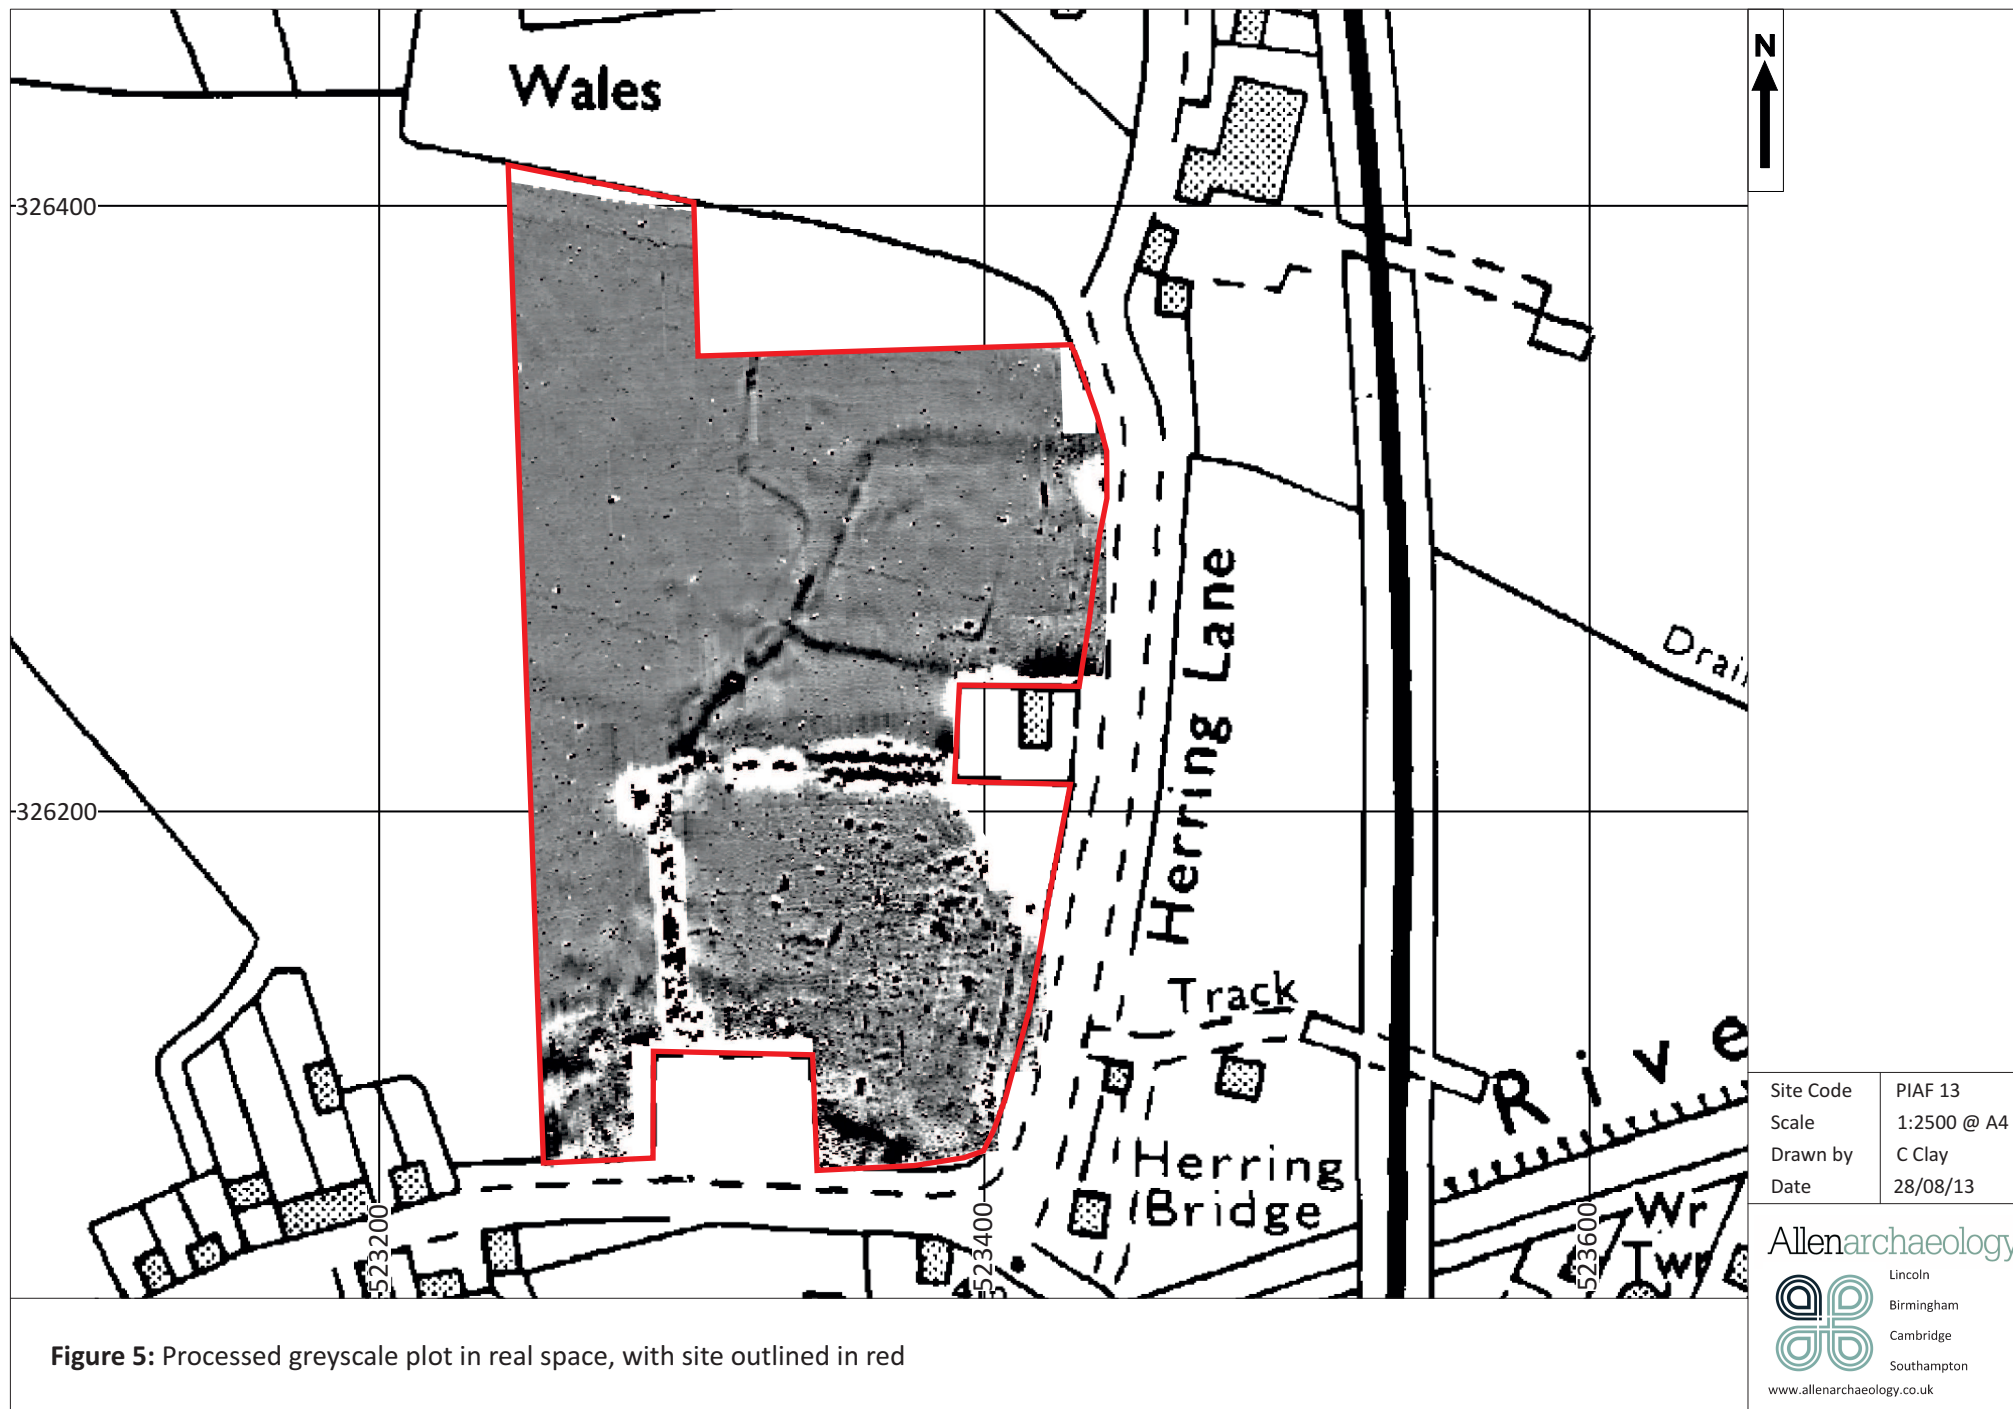 Wales
N
326400
Herring Lane
Drain
326200
Track
Rive
Herring
Bridge
Wr
Twr
523200
523400
523600
Site Code PIAF 13
Scale 1:2500 @ A4
Drawn by C Clay
Date 28/08/13
Allenarchaeology
Lincoln
Birmingham
Cambridge
Southampton
www.allenarchaeology.co.uk
Figure 5: Processed greyscale plot in real space, with site outlined in red